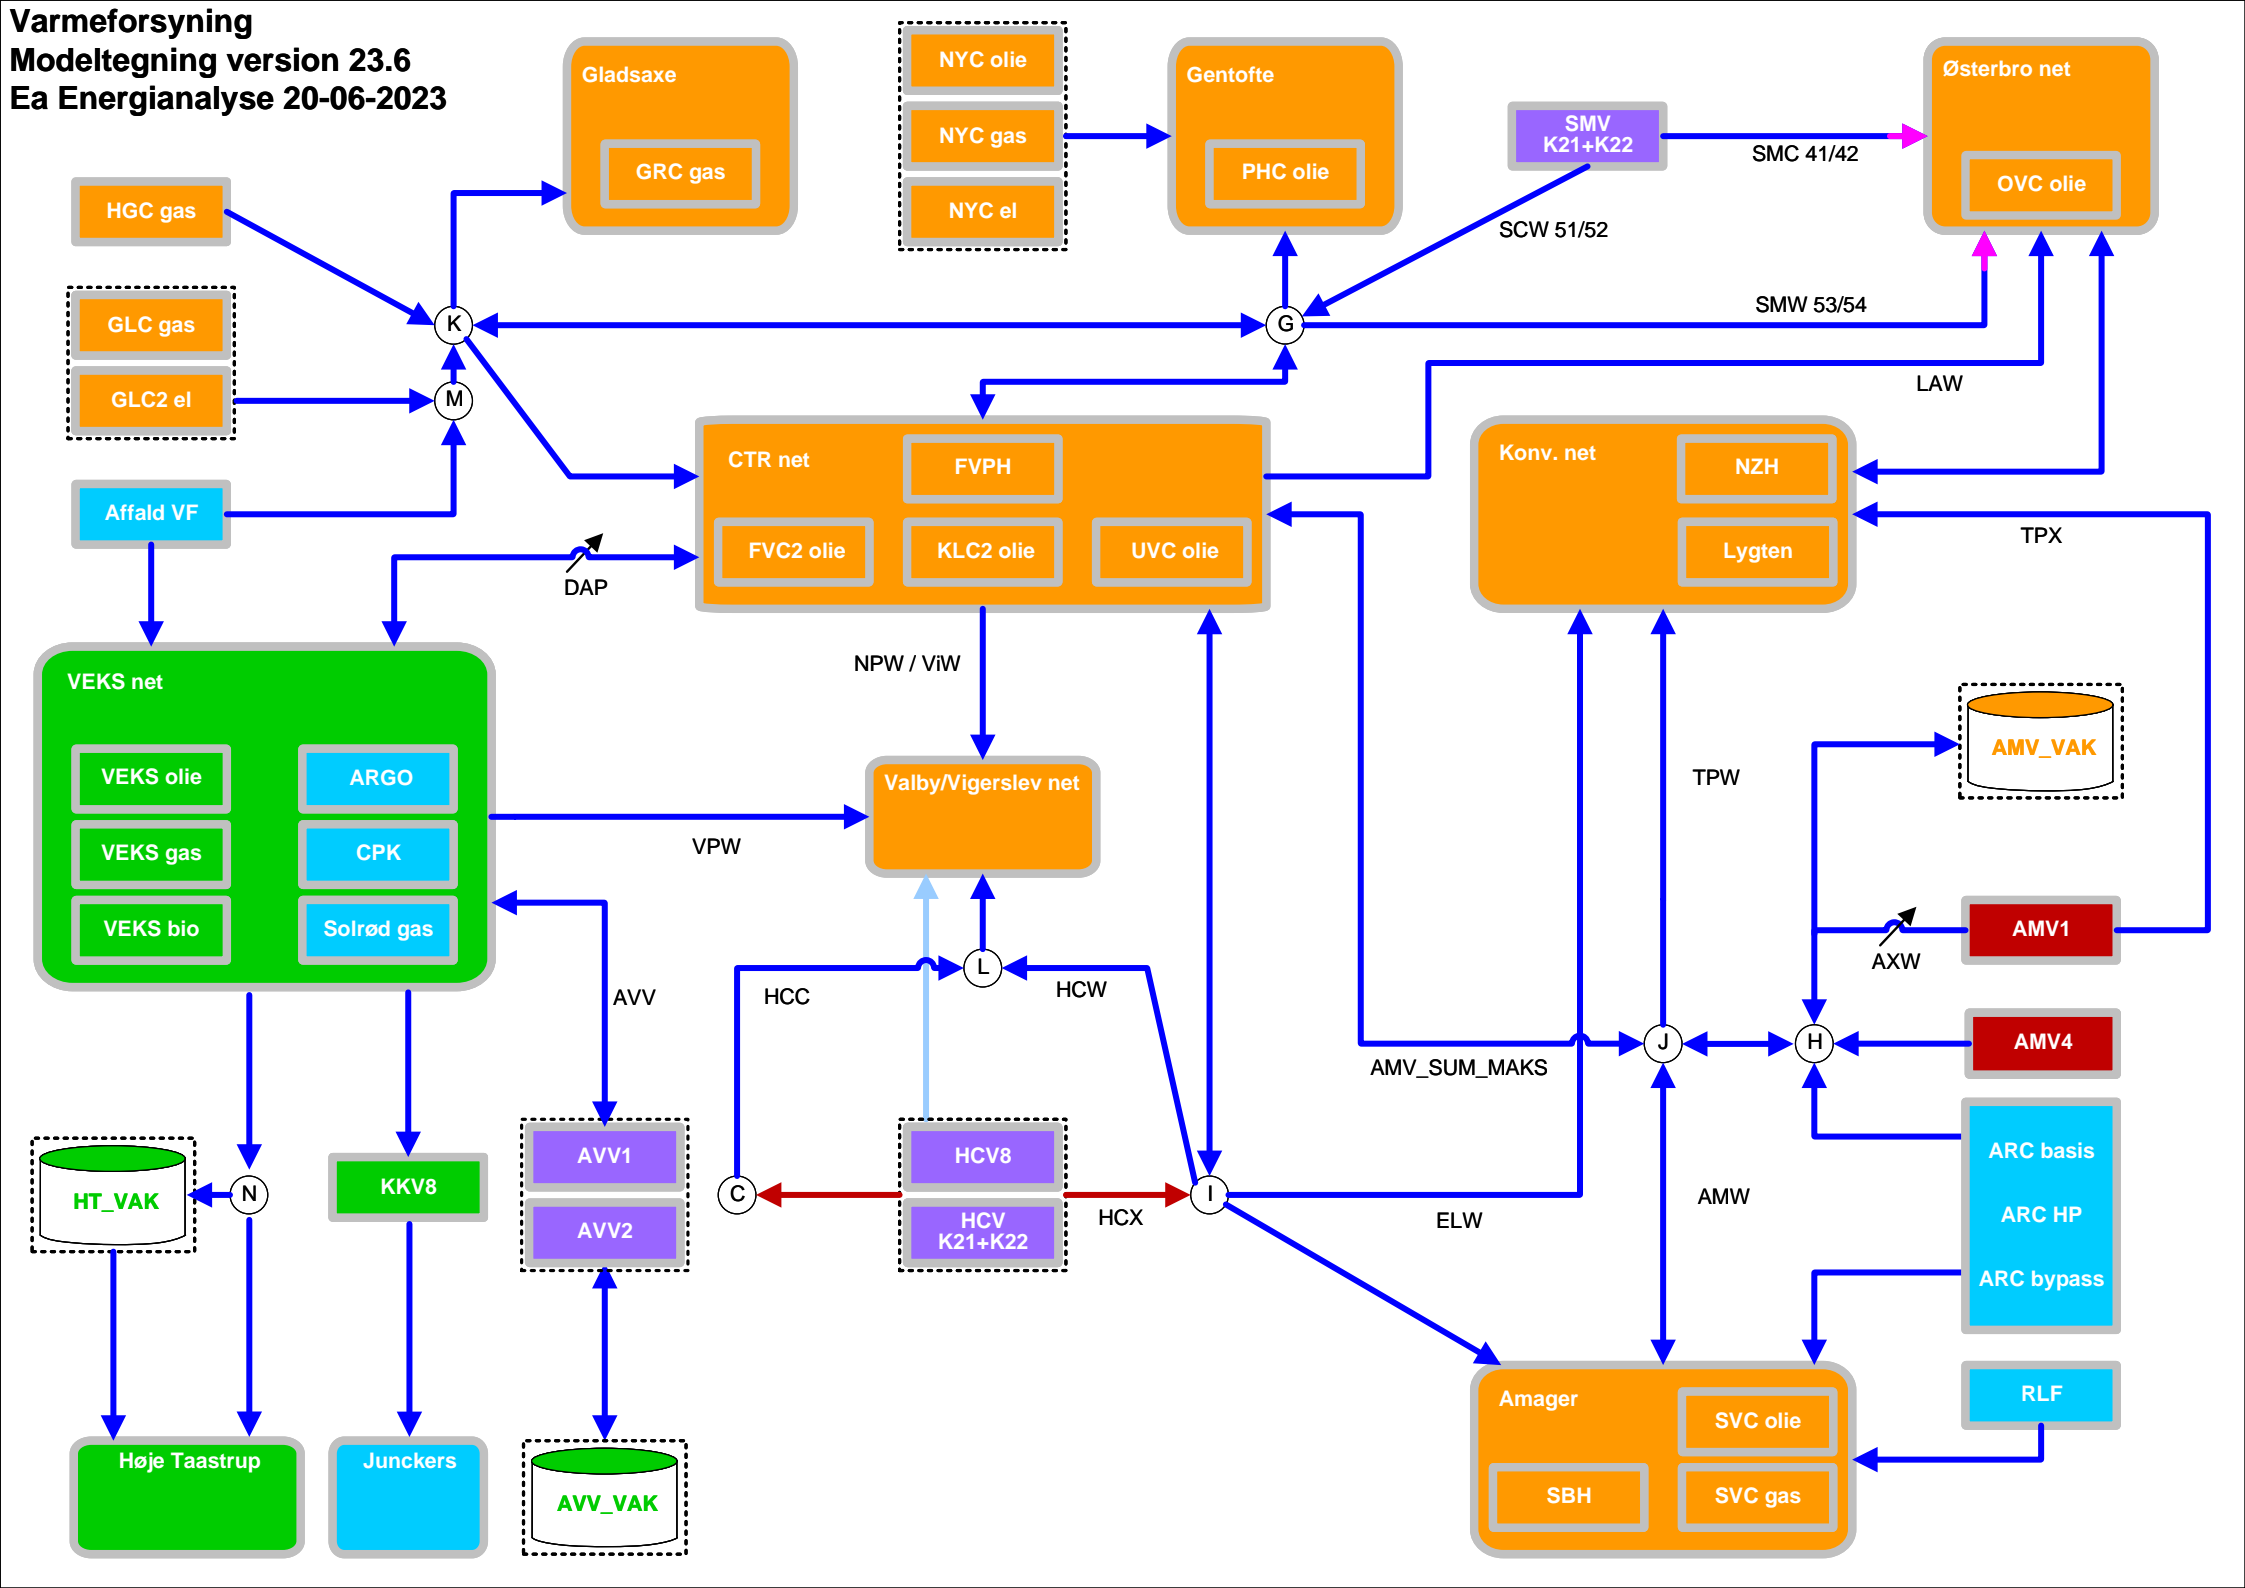 Varmeforsyning
Modeltegning version 23.6
Ea Energianalyse 20-06-2023
Gladsaxe
GRC gas
NYC olie
NYC gas
NYC el
Gentofte
PHC olie
SMV
K21+K22
SMC 41/42
Østerbro net
OVC olie
SCW 51/52
HGC gas
GLC gas
GLC2 el
K
M
G
SMW 53/54
LAW
Affald VF
CTR net
FVPH
FVC2 olie
KLC2 olie
UVC olie
Konv. net
NZH
Lygten
TPX
DAP
VEKS net
VEKS olie
VEKS gas
VEKS bio
ARGO
CPK
Solrød gas
NPW / ViW
Valby/Vigerslev net
VPW
TPW
AMV_VAK
AMV1
AXW
AVV
HCC
L
HCW
AMV_SUM_MAKS
J
H
AMV4
ARC basis
ARC HP
ARC bypass
HT_VAK
N
KKV8
AVV1
AVV2
C
HCV8
HCV
K21+K22
HCX
I
ELW
AMW
Høje Taastrup
Junckers
AVV_VAK
Amager
SVC olie
SBH
SVC gas
RLF